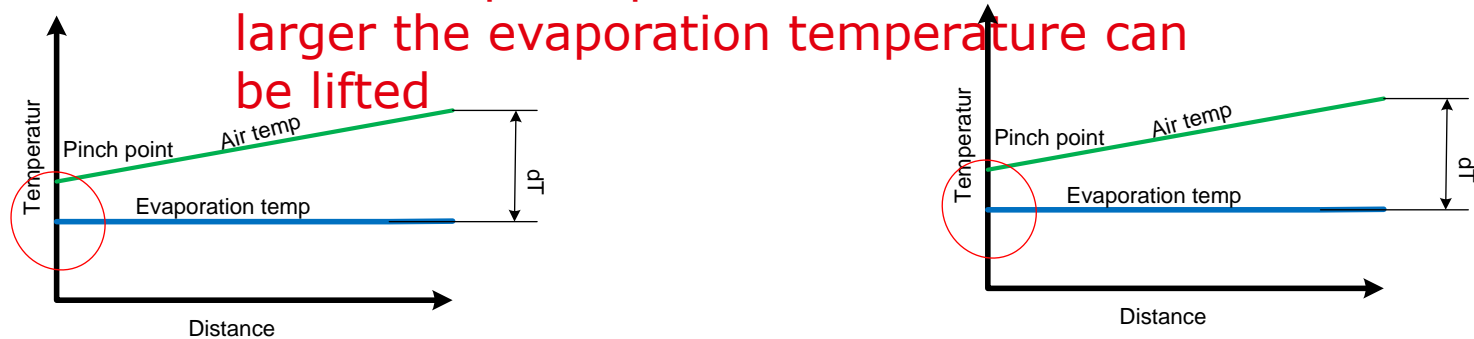 larger the evaporation temperature can
be lifted
Temperatur
Pinch point
Air temp
Evaporation temp
dT
Distance
Temperatur
Pinch point
Air temp
Evaporation temp
dT
Distance